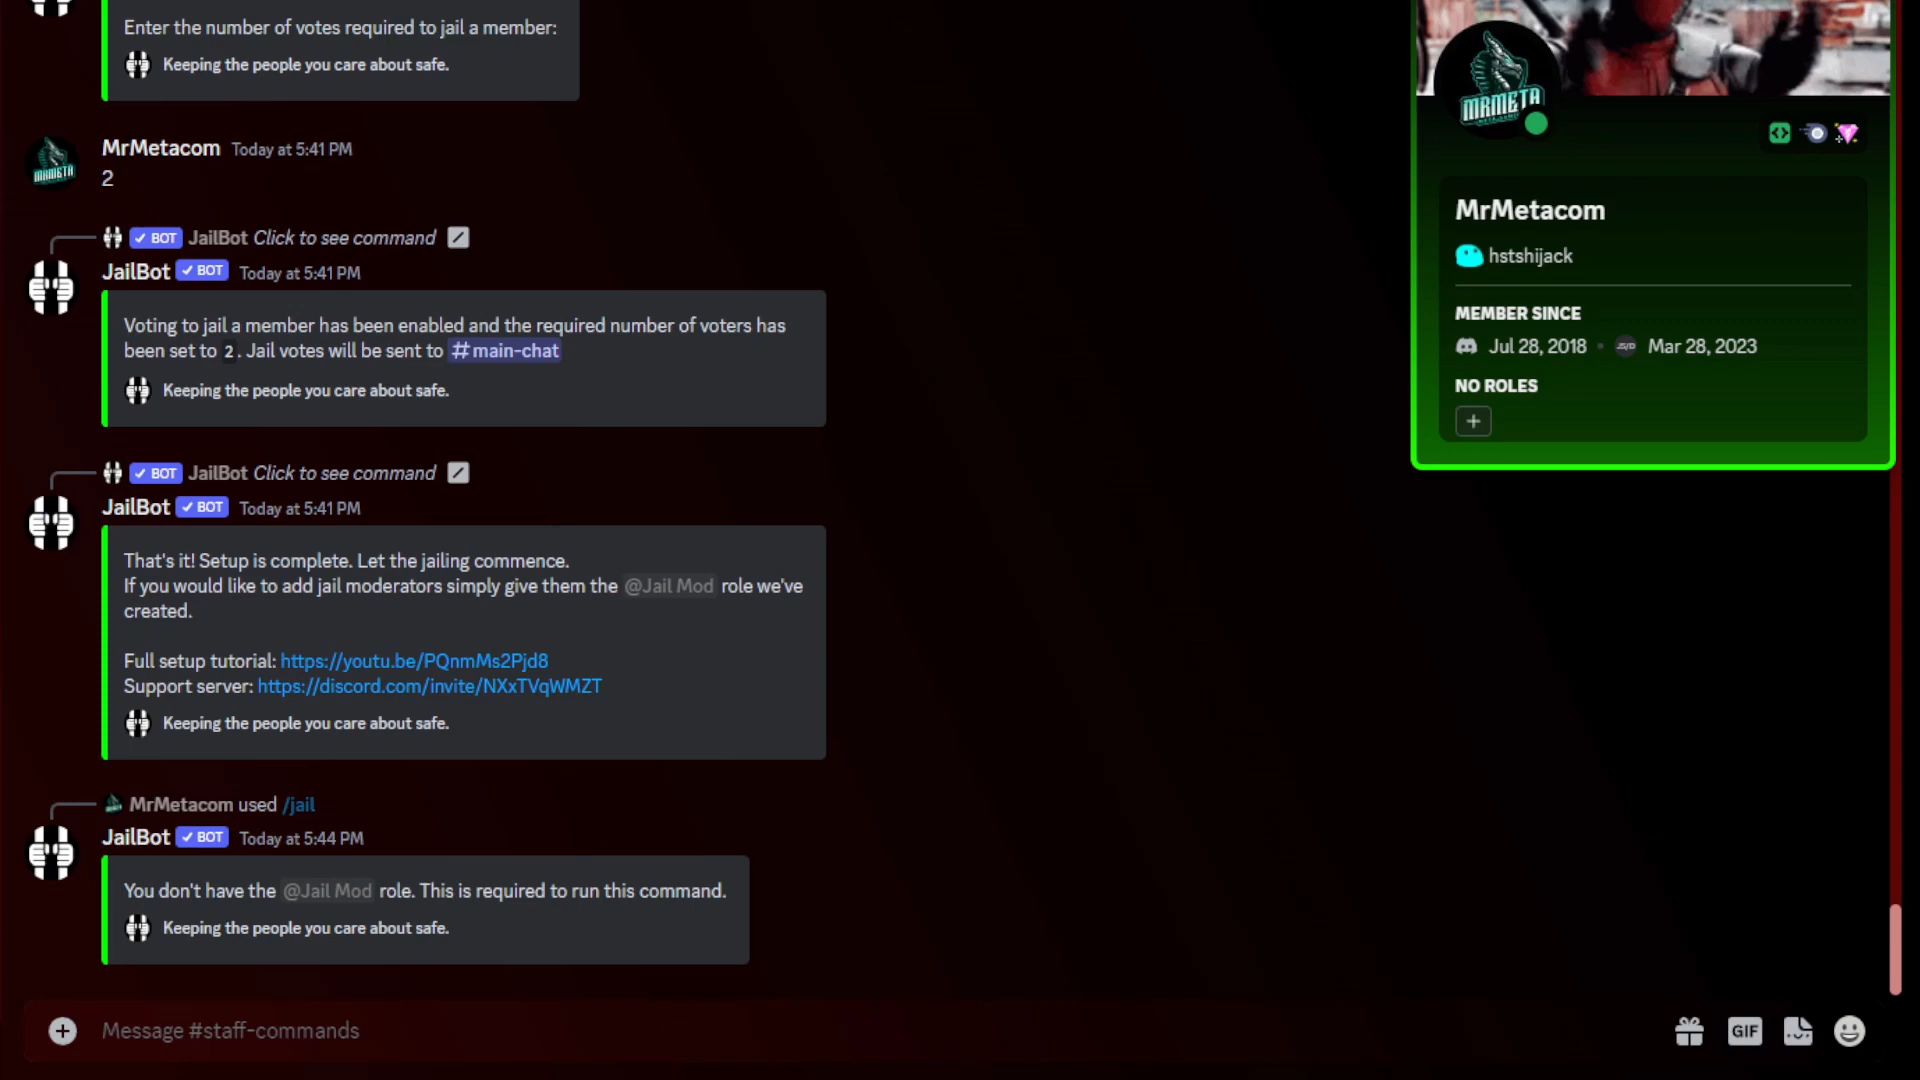 Enter the number of votes required to jail a member:
Keeping the people you care about safe.
MrMetacom Today at 5:41 PM
2
BOT JailBot Click to see command
JailBot BOT Today at 5:41 PM
Voting to jail a member has been enabled and the required number of voters has
been set to 2. Jail votes will be sent to #main-chat
Keeping the people you care about safe.
BOT JailBot Click to see command
JailBot BOT Today at 5:41 PM
That's it! Setup is complete. Let the jailing commence.
If you would like to add jail moderators simply give them the @Jail Mod role we've
created.
Full setup tutorial: https://youtu.be/PQnmMs2Pjd8
Support server: https://discord.com/invite/NXxTVqWMZT
Keeping the people you care about safe.
MrMetacom used /jail
JailBot BOT Today at 5:44 PM
You don't have the @Jail Mod role. This is required to run this command.
Keeping the people you care about safe.
Message #staff-commands
GIF
MRMETA
MrMetacom
hstshijack
MEMBER SINCE
Jul 28, 2018 • Mar 28, 2023
NO ROLES
+